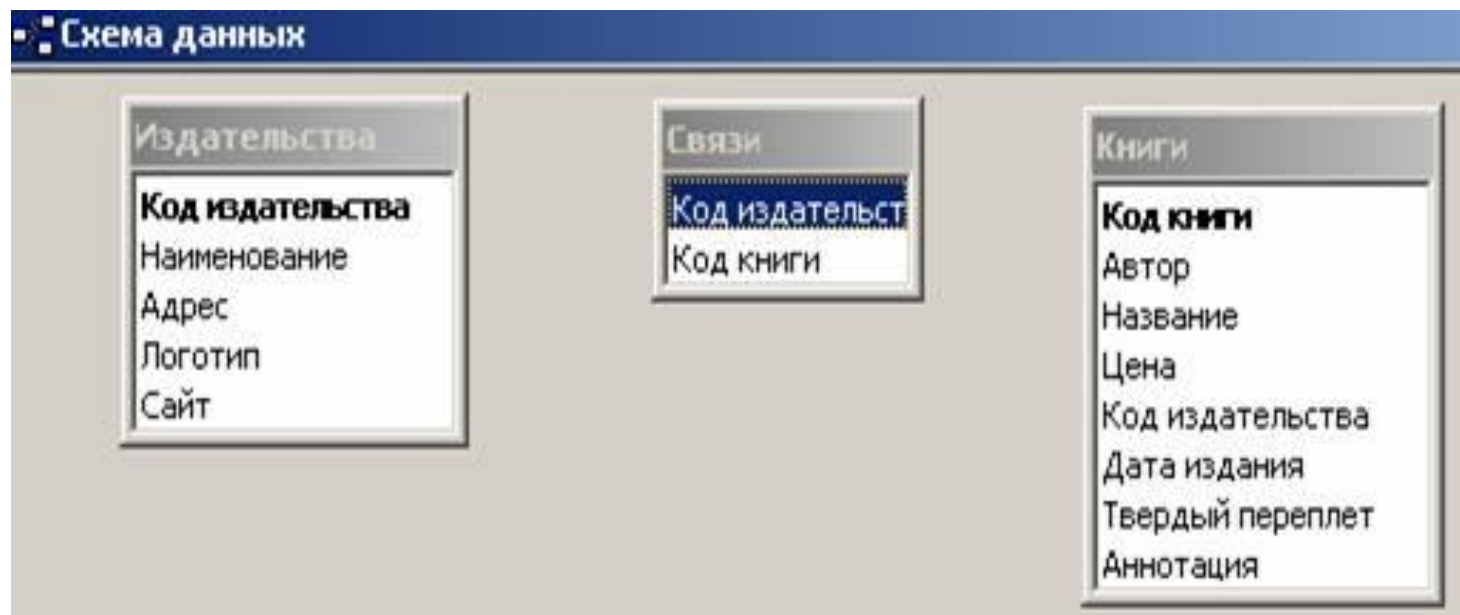 Схема данных
Издательства
Код издательства
Наименование
Адрес
Логотип
Сайт
Связи
Код издательст
Код книги
Книги
Код книги
Автор
Название
Цена
Код издательства
Дата издания
Твердый переплет
Аннотация